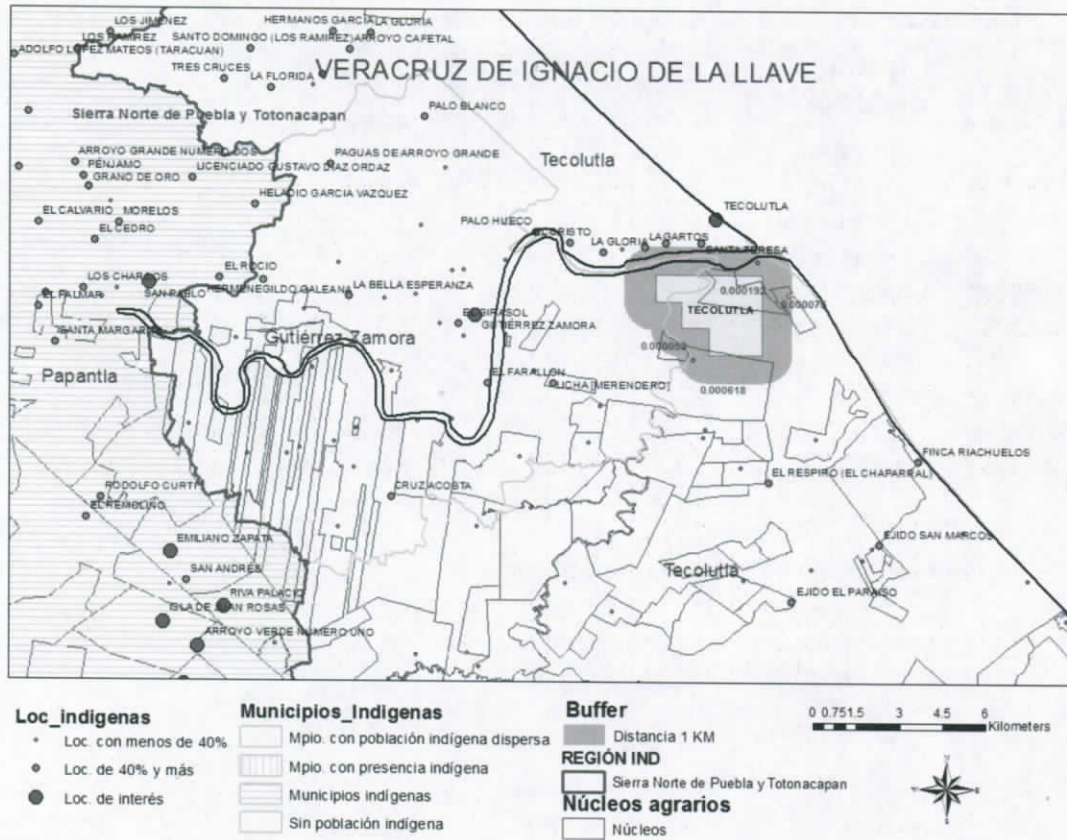 LOS JIMENEZ
HERMANOS GARCIA
LA GLORIA
LOS RAMIREZ
SANTO DOMINGO (LOS RAMIREZ)
ARROYO CAFETAL
ADOLFO LOPEZ MATEOS (TARACUAN)
TRES CRUCES
LA FLORIDA
VERACRUZ DE IGNACIO DE LA LLAVE
Sierra Norte de Puebla y Totonacapan
PALO BLANCO
ARROYO GRANDE NUMERO DOS
PENJAMO
LICENCIADO GUSTAVO DIAZ ORDAZ
PAGUAS DE ARROYO GRANDE
Tecolutla
GRANO DE ORO
HELADIO GARCIA VAZQUEZ
EL CALVARIO
MORELOS
EL CEDRO
TECOLUTLA
PALO HUECO
CRISTO
LA GLORIA
LAGARTOS
SANTA TERESA
LOS CHARCOS
EL ROCIO
EL PALMAR
SAN PABLO
HERMENEGILDO GALEANA
LA BELLA ESPERANZA
0.000192
TECOLUTLA
EL GIRASOL
GUTIERREZ ZAMORA
SANTA MARGARITA
Gutiérrez Zamora
Papantla
EL FARALLON
LICHA [MERENDERO]
0.000618
FINCA RIACHUELOS
EL RESPIRO (EL CHAPARRAL)
RODOLFO CURTI
EL REMOLINO
CRUZ ACOSTA
EMILIANO ZAPATA
EJIDO SAN MARCOS
SAN ANDRES
Tecolutla
RIVA PALACIO
ISLA DE JUAN ROSAS
EJIDO EL PARAISO
ARROYO VERDE NUMERO UNO
Loc_indigenas
Loc. con menos de 40%
Loc. de 40% y más
Loc. de interés
Municipios_Indigenas
Mpio. con población indígena dispersa
Mpio. con presencia indígena
Municipios indígenas
Sin población indígena
Buffer
Distancia 1 KM
REGIÓN IND
Sierra Norte de Puebla y Totonacapan
Núcleos agrarios
Núcleos
0 0.75 1.5 3 4.5 6
Kilometers